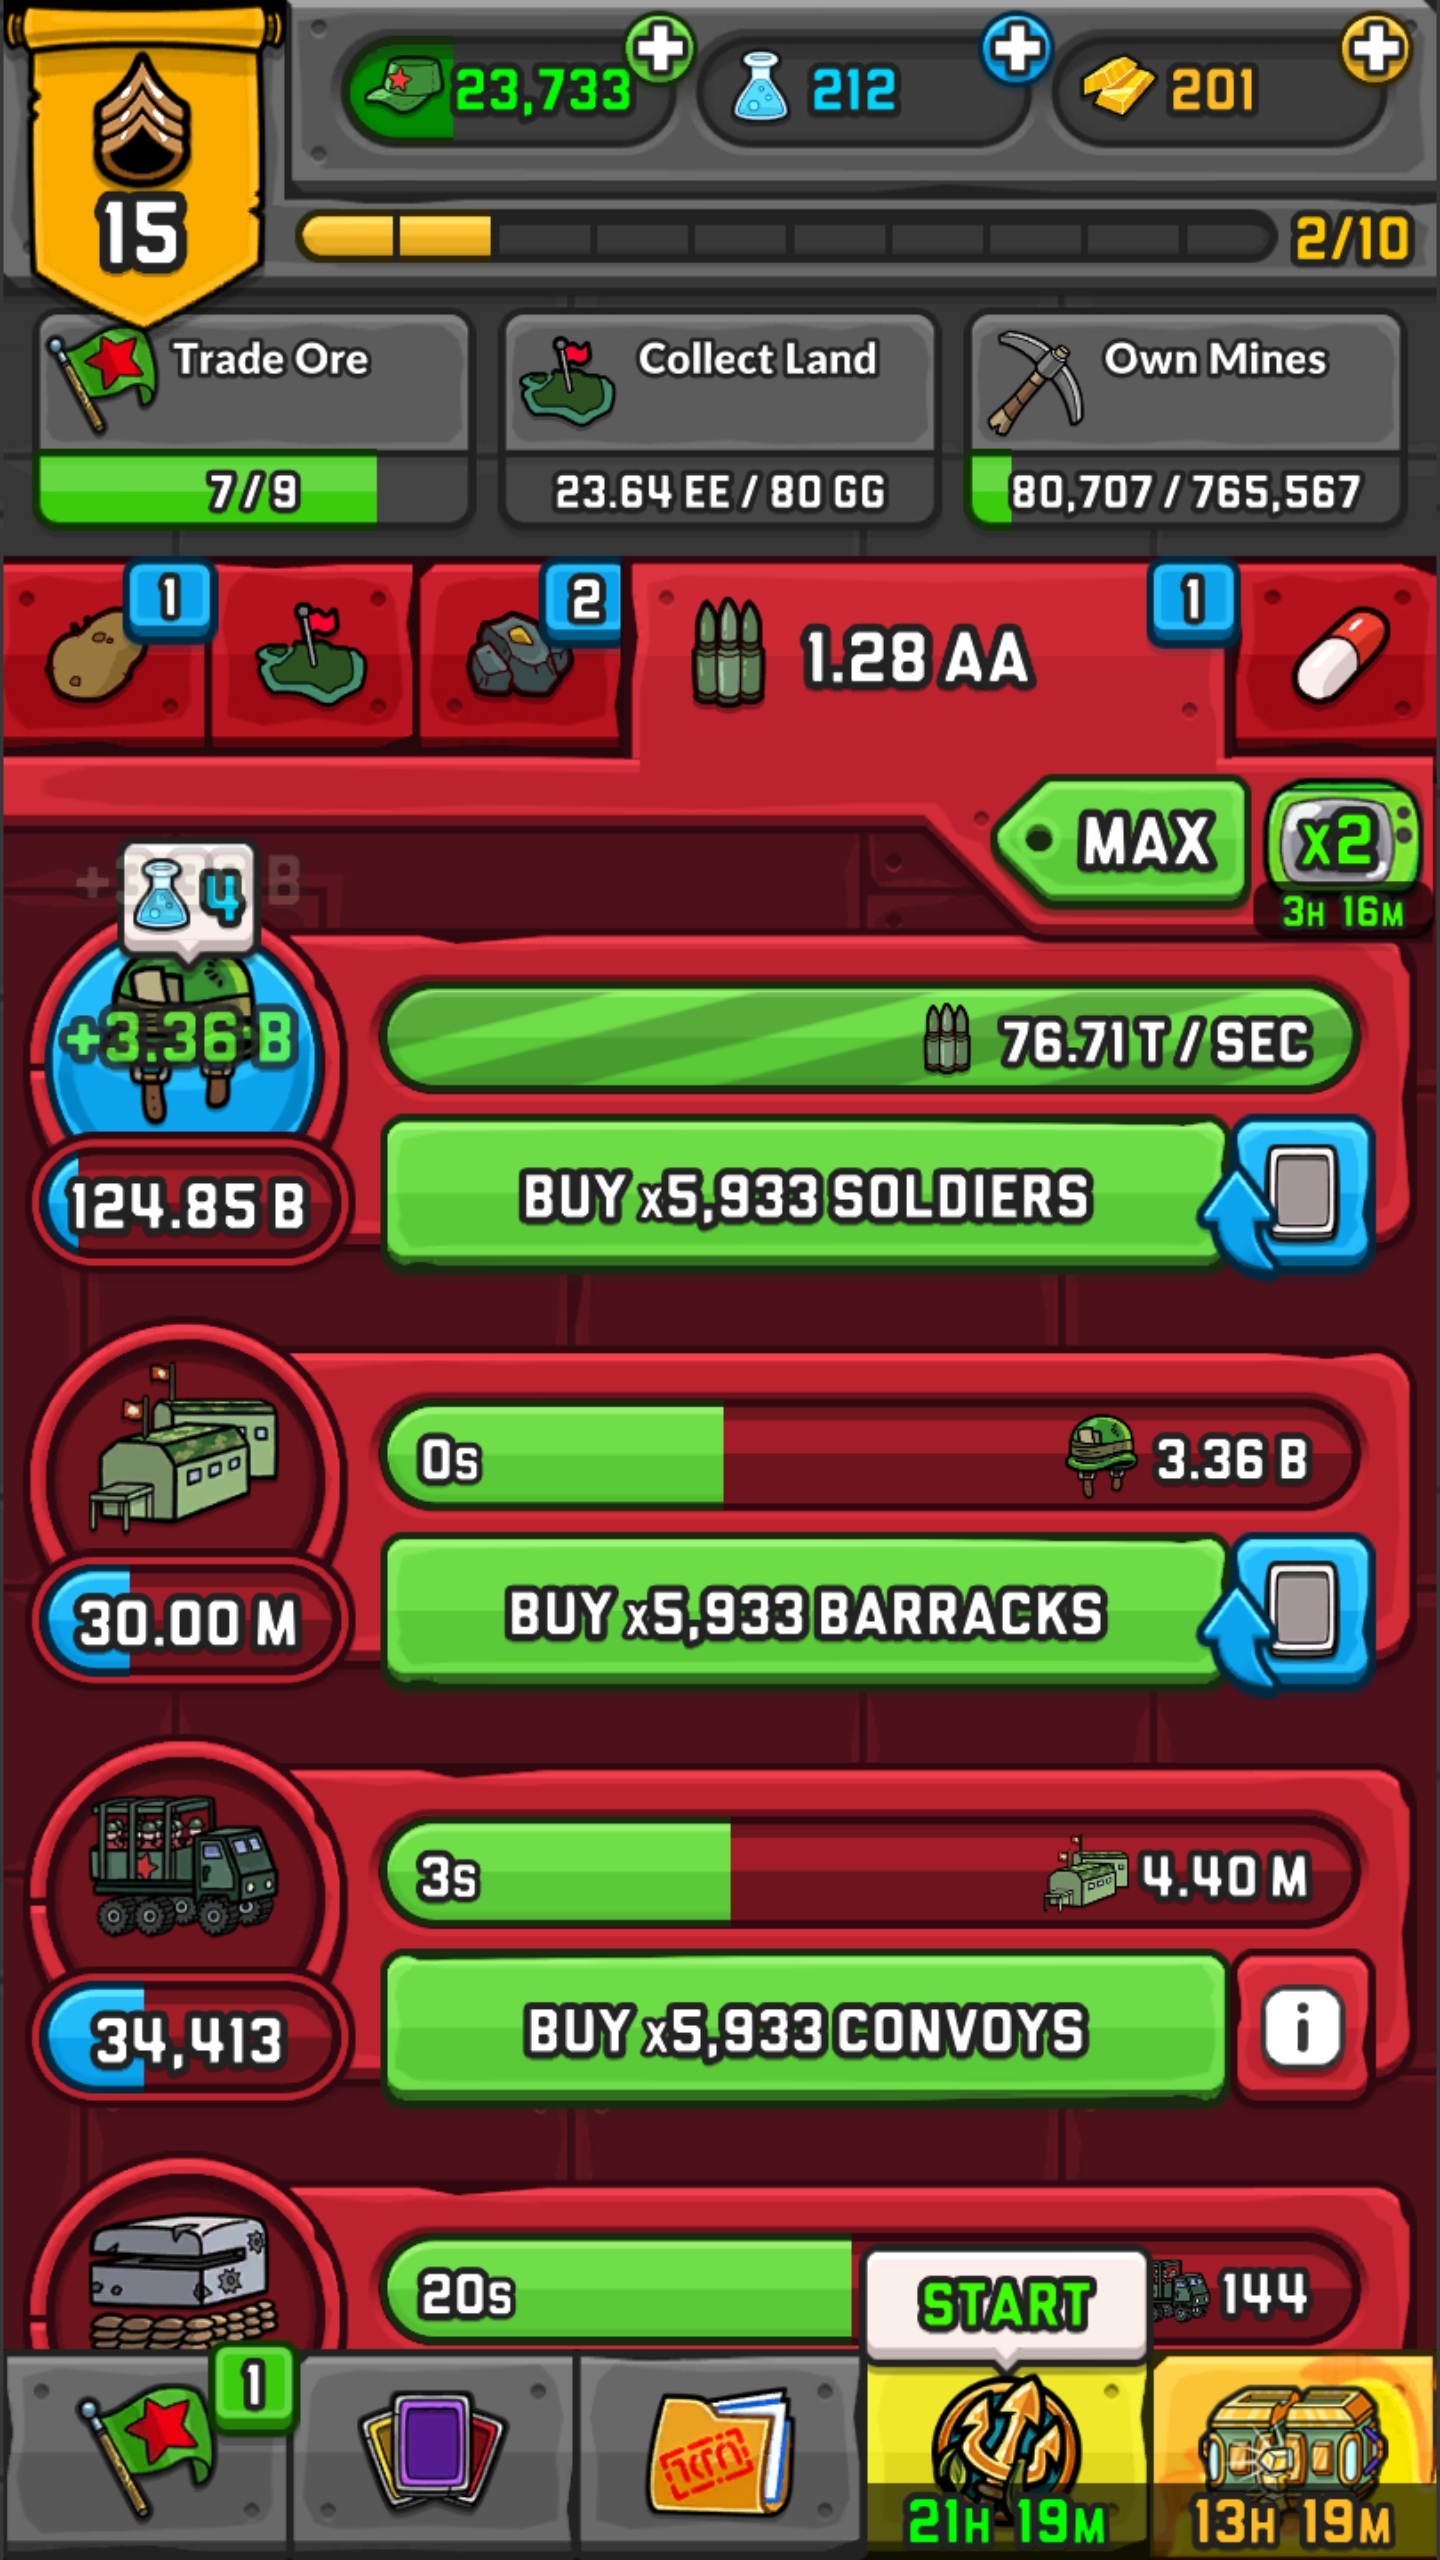 23,733
212
201
15
2/10
Trade Ore
Collect Land
Own Mines
7/9
23.64 EE / 80 GG
80,707 / 765,567
1
2
1.28 AA
1
MAX
x2
3H 16M
4
+3.36 B
76.71 T / SEC
124.85 B
BUY x5,933 SOLDIERS
0s
3.36 B
30.00 M
BUY x5,933 BARRACKS
3s
4.40 M
34,413
BUY x5,933 CONVOYS
i
20s
144
START
1
21H 19M
13H 19M